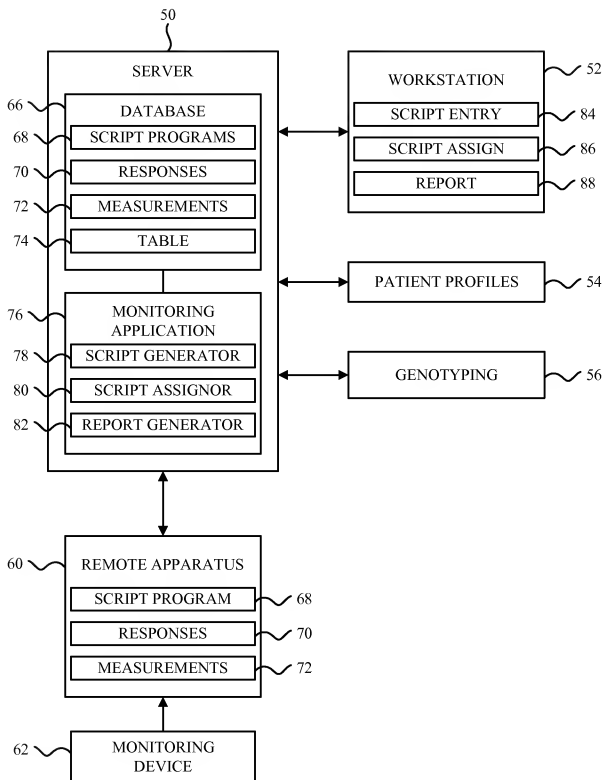 50
SERVER
66
DATABASE
68
SCRIPT PROGRAMS
70
RESPONSES
72
MEASUREMENTS
74
TABLE
76
MONITORING
APPLICATION
78
SCRIPT GENERATOR
80
SCRIPT ASSIGNOR
82
REPORT GENERATOR
WORKSTATION
52
SCRIPT ENTRY
84
SCRIPT ASSIGN
86
REPORT
88
PATIENT PROFILES
54
GENOTYPING
56
60
REMOTE APPARATUS
SCRIPT PROGRAM
68
RESPONSES
70
MEASUREMENTS
72
62
MONITORING
DEVICE